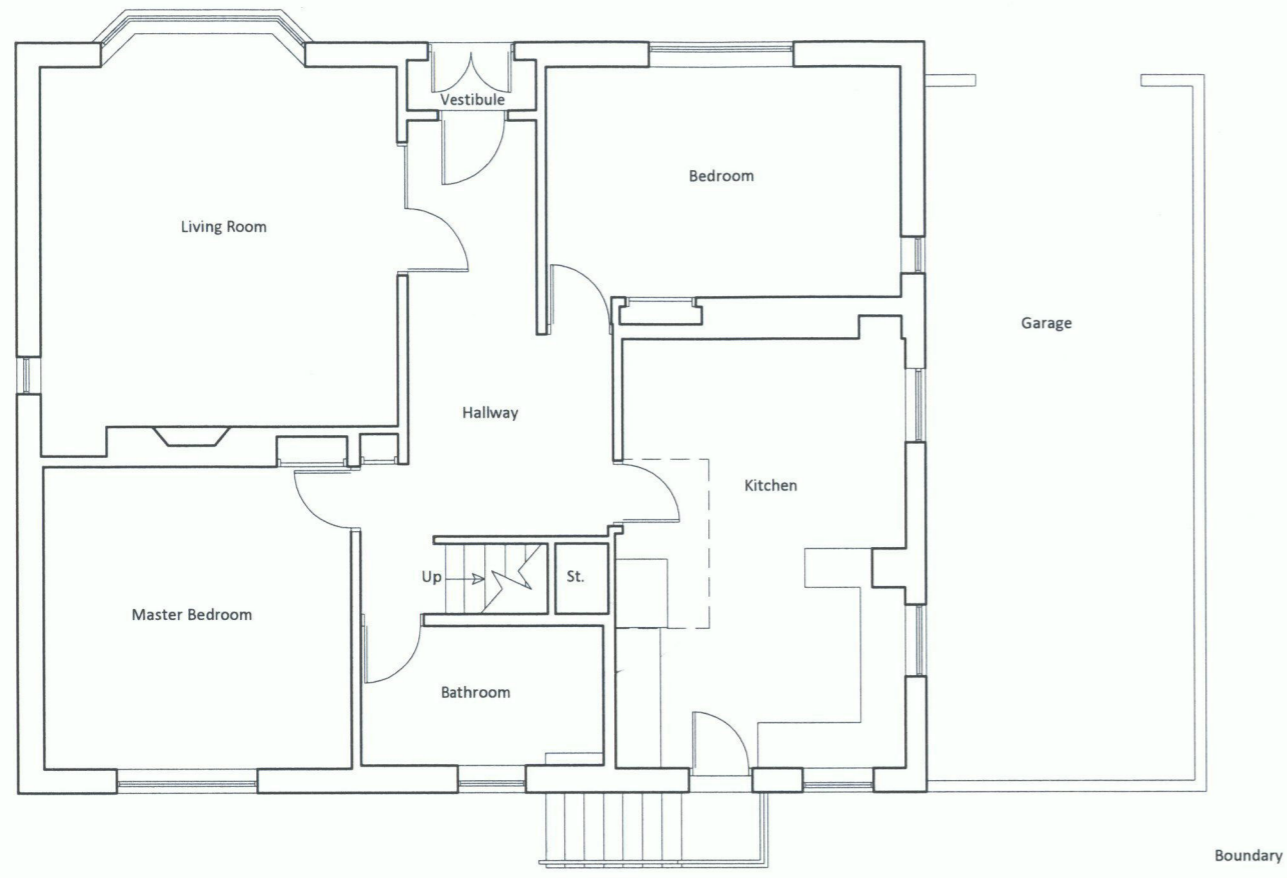 Vestibule
Bedroom
Living Room
Garage
Hallway
Kitchen
Up
St.
Master Bedroom
Bathroom
Boundary